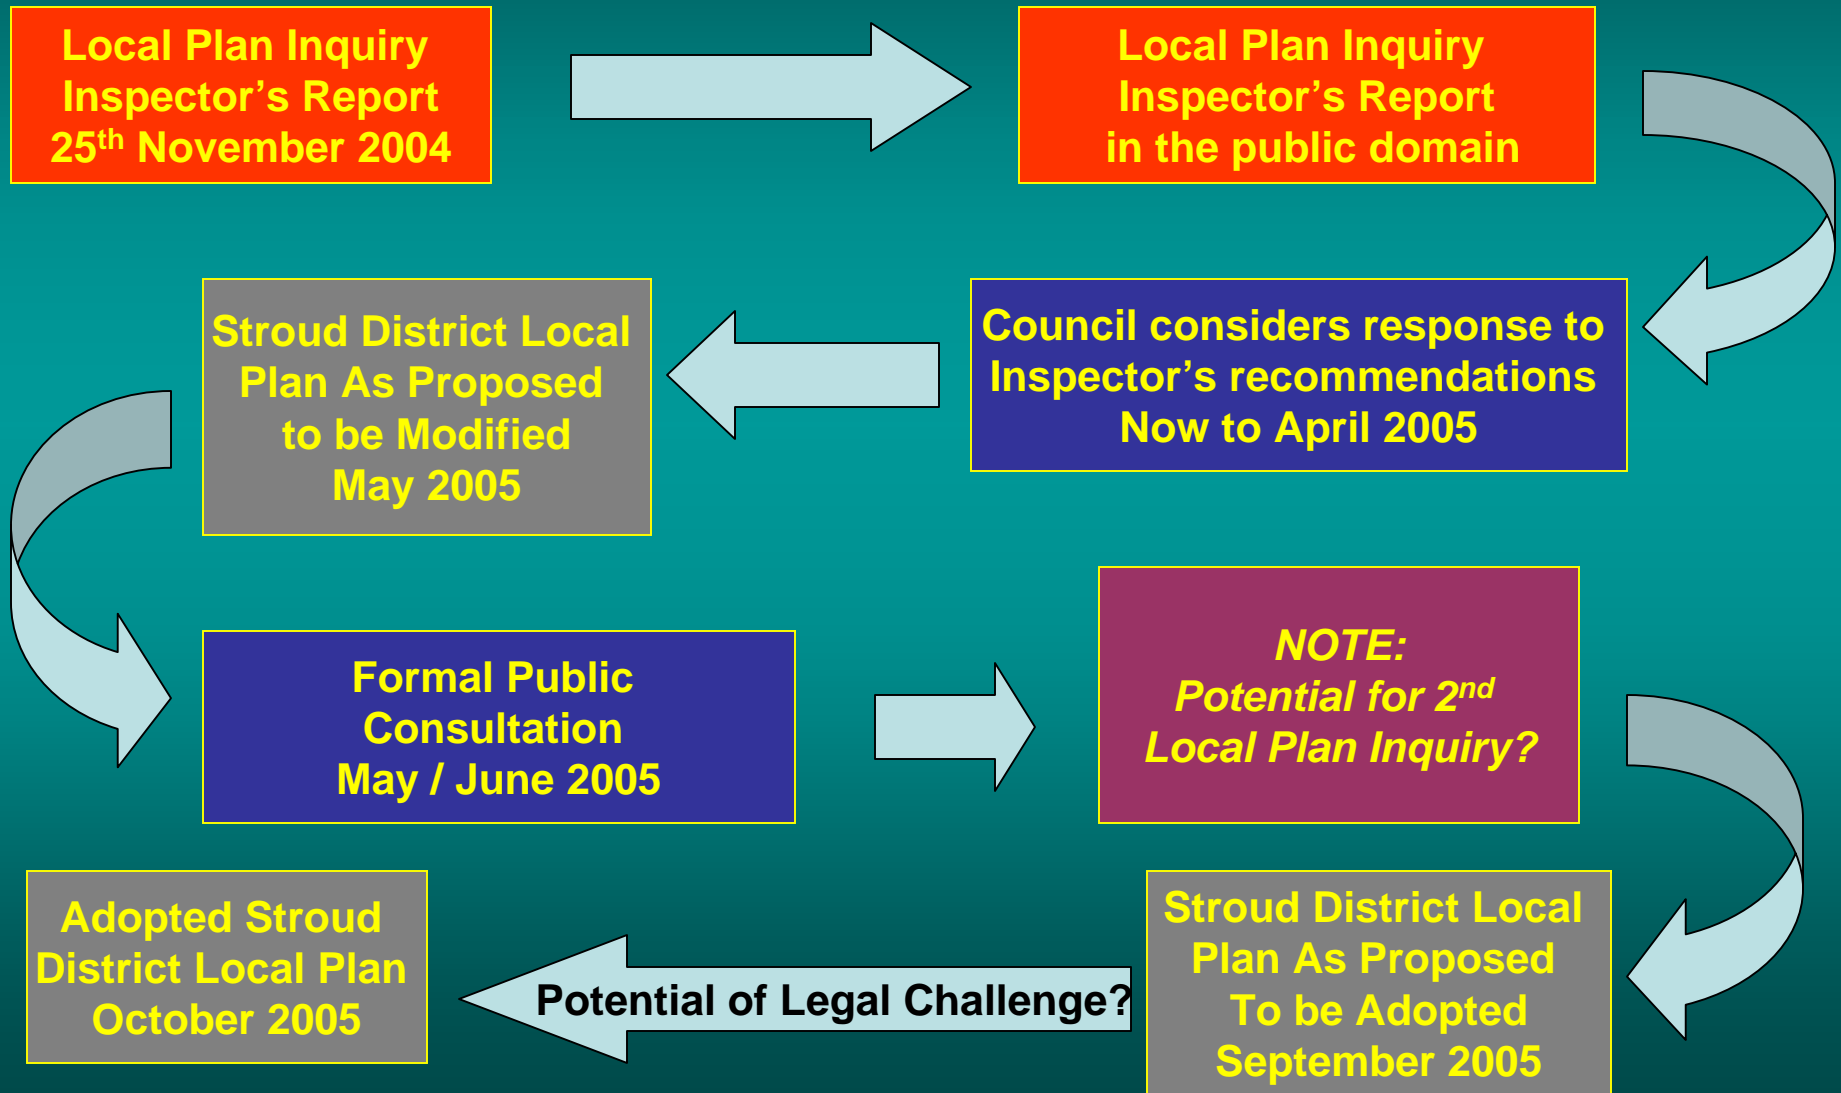 Local Plan Inquiry
Inspector’s Report
25th November 2004
Local Plan Inquiry
Inspector’s Report
in the public domain
Council considers response to
Inspector’s recommendations
Now to April 2005
Stroud District Local
Plan As Proposed
to be Modified
May 2005
Formal Public
Consultation
May / June 2005
NOTE:
Potential for 2nd
Local Plan Inquiry?
Stroud District Local
Plan As Proposed
To be Adopted
September 2005
Potential of Legal Challenge?
Adopted Stroud
District Local Plan
October 2005